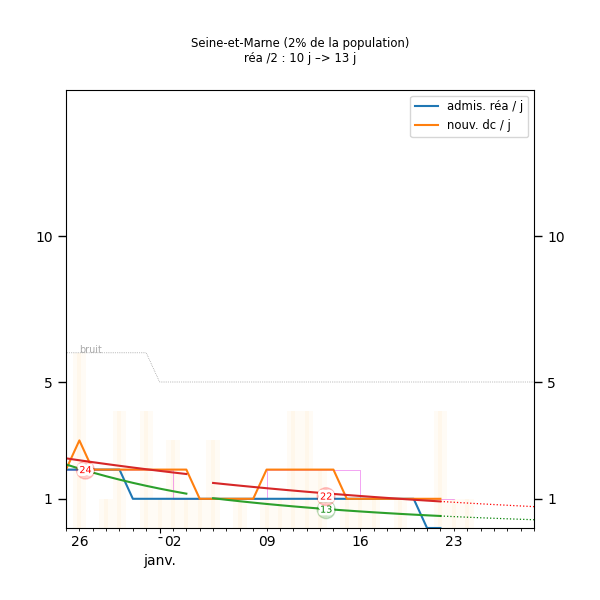 Seine-et-Marne (2% de la population)
réa /2 : 10 j –> 13 j
admis. réa / j
nouv. dc / j
10
10
bruit
5
5
24
22
13
1
1
26
02
09
16
23
janv.